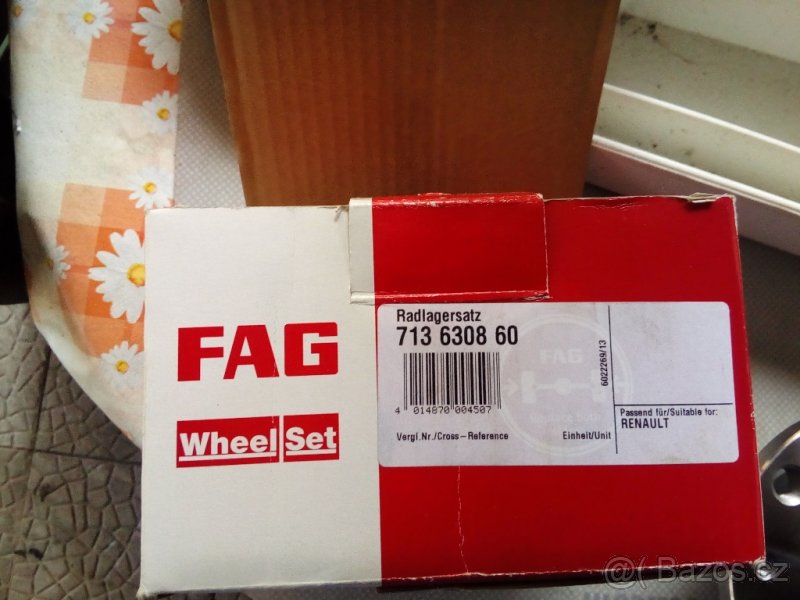 FAG
Wheel Set
Radlagersatz
713 6308 60
FAG
6022269/13
4 014870 004507
Vergl.Nr./Cross-Reference
Einheit/Unit
Passend für/Suitable for:
RENAULT
Bazos.cz